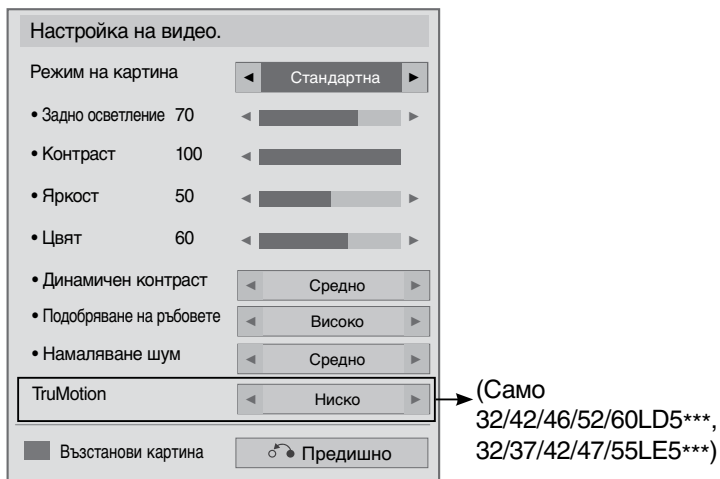 Настройка на видео.
Режим на картина ◄ Стандартна ►
• Задно осветление 70 ◄ ►
• Контраст 100 ◄
• Яркост 50 ◄ ►
• Цвят 60 ◄ ►
• Динамичен контраст ◄ Средно ►
• Подобряване на ръбовете ◄ Високо ►
• Намаляване шум ◄ Средно ►
TruMotion ◄ Ниско ►
(Само
32/42/46/52/60LD5***,
32/37/42/47/55LE5***)
Възстанови картина Предишно